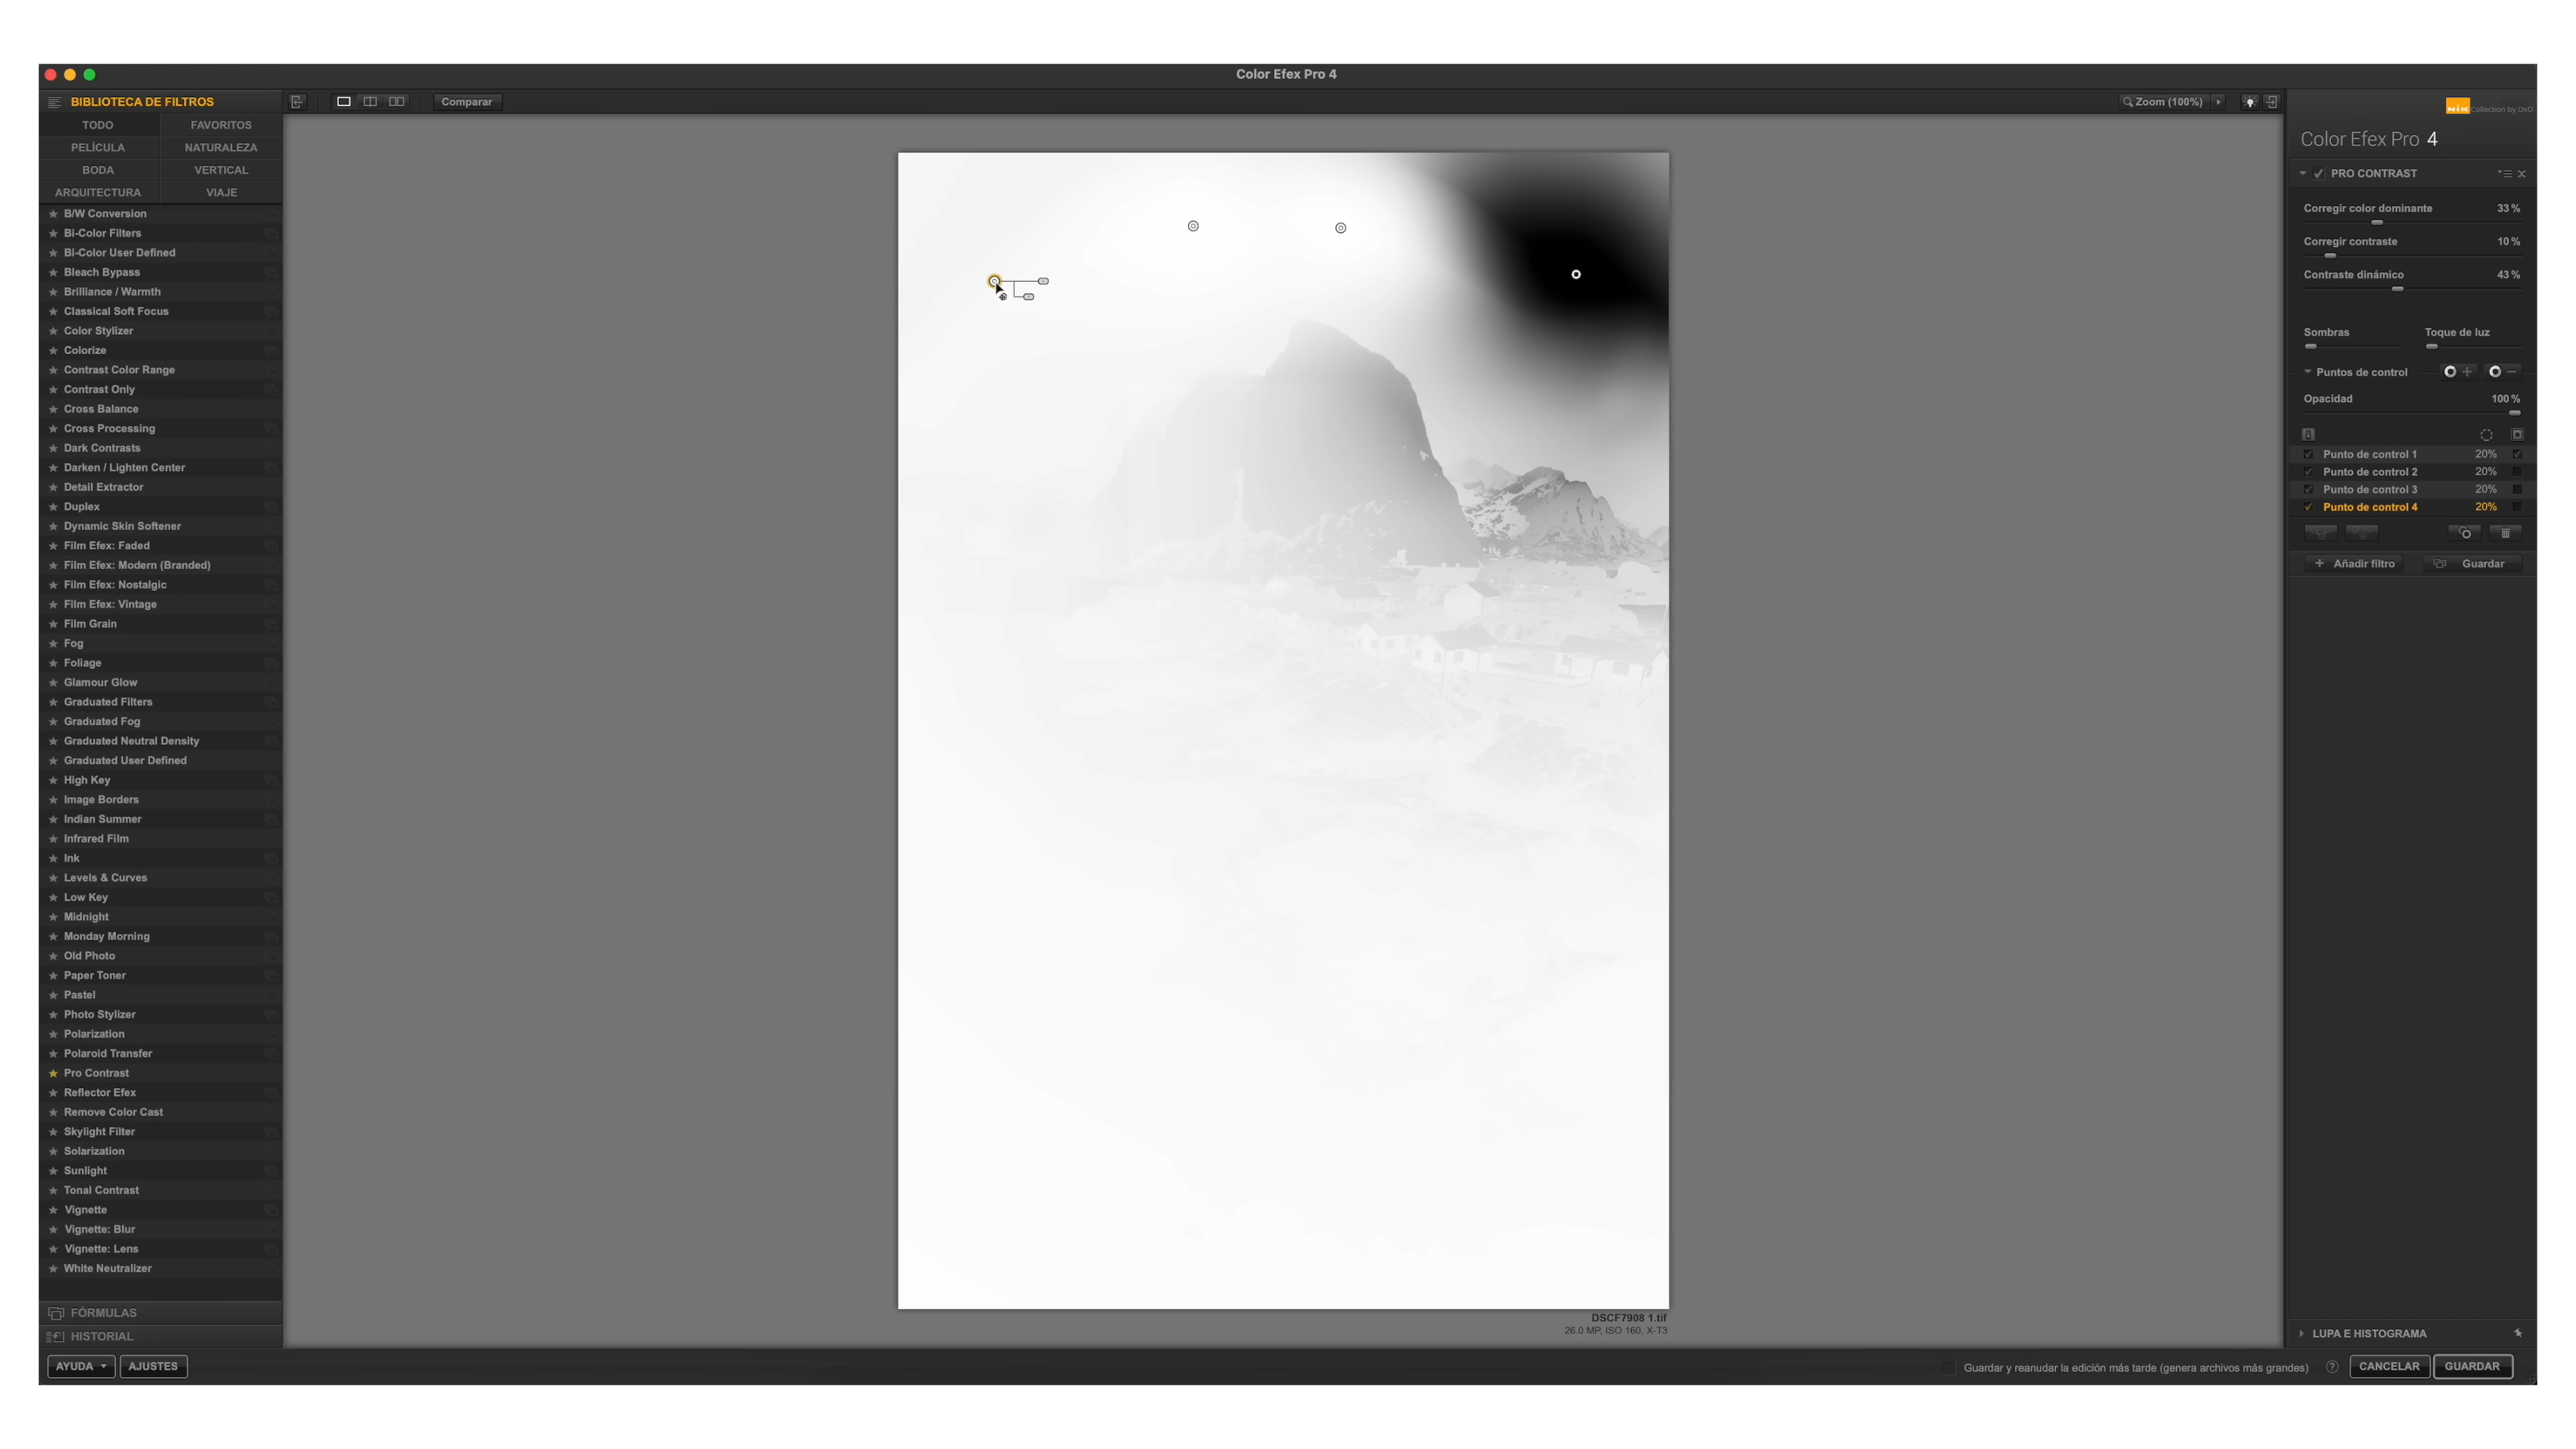 Color Efex Pro 4
BIBLIOTECA DE FILTROS
Comparar
Zoom (100%)
TODO
FAVORITOS
PELÍCULA
NATURALEZA
BODA
VERTICAL
ARQUITECTURA
VIAJE
B/W Conversion
Bi-Color Filters
Bi-Color User Defined
Bleach Bypass
Brilliance / Warmth
Classical Soft Focus
Color Stylizer
Colorize
Contrast Color Range
Contrast Only
Cross Balance
Cross Processing
Dark Contrasts
Darken / Lighten Center
Detail Extractor
Duplex
Dynamic Skin Softener
Film Efex: Faded
Film Efex: Modern (Branded)
Film Efex: Nostalgic
Film Efex: Vintage
Film Grain
Fog
Foliage
Glamour Glow
Graduated Filters
Graduated Fog
Graduated Neutral Density
Graduated User Defined
High Key
Image Borders
Indian Summer
Infrared Film
Ink
Levels & Curves
Low Key
Midnight
Monday Morning
Old Photo
Paper Toner
Pastel
Photo Stylizer
Polarization
Polaroid Transfer
Pro Contrast
Reflector Efex
Remove Color Cast
Skylight Filter
Solarization
Sunlight
Tonal Contrast
Vignette
Vignette: Blur
Vignette: Lens
White Neutralizer
FÓRMULAS
HISTORIAL
AYUDA
AJUSTES
DSCF7908 1.tif
26.0 MP, ISO 160, X-T3
Nik Collection by DxO
Color Efex Pro 4
PRO CONTRAST
Corregir color dominante 33 %
Corregir contraste 10 %
Contraste dinámico 43 %
Sombras Toque de luz
Puntos de control
Opacidad 100 %
Punto de control 1 20%
Punto de control 2 20%
Punto de control 3 20%
Punto de control 4 20%
Añadir filtro Guardar
LUPA E HISTOGRAMA
Guardar y reanudar la edición más tarde (genera archivos más grandes)
CANCELAR
GUARDAR